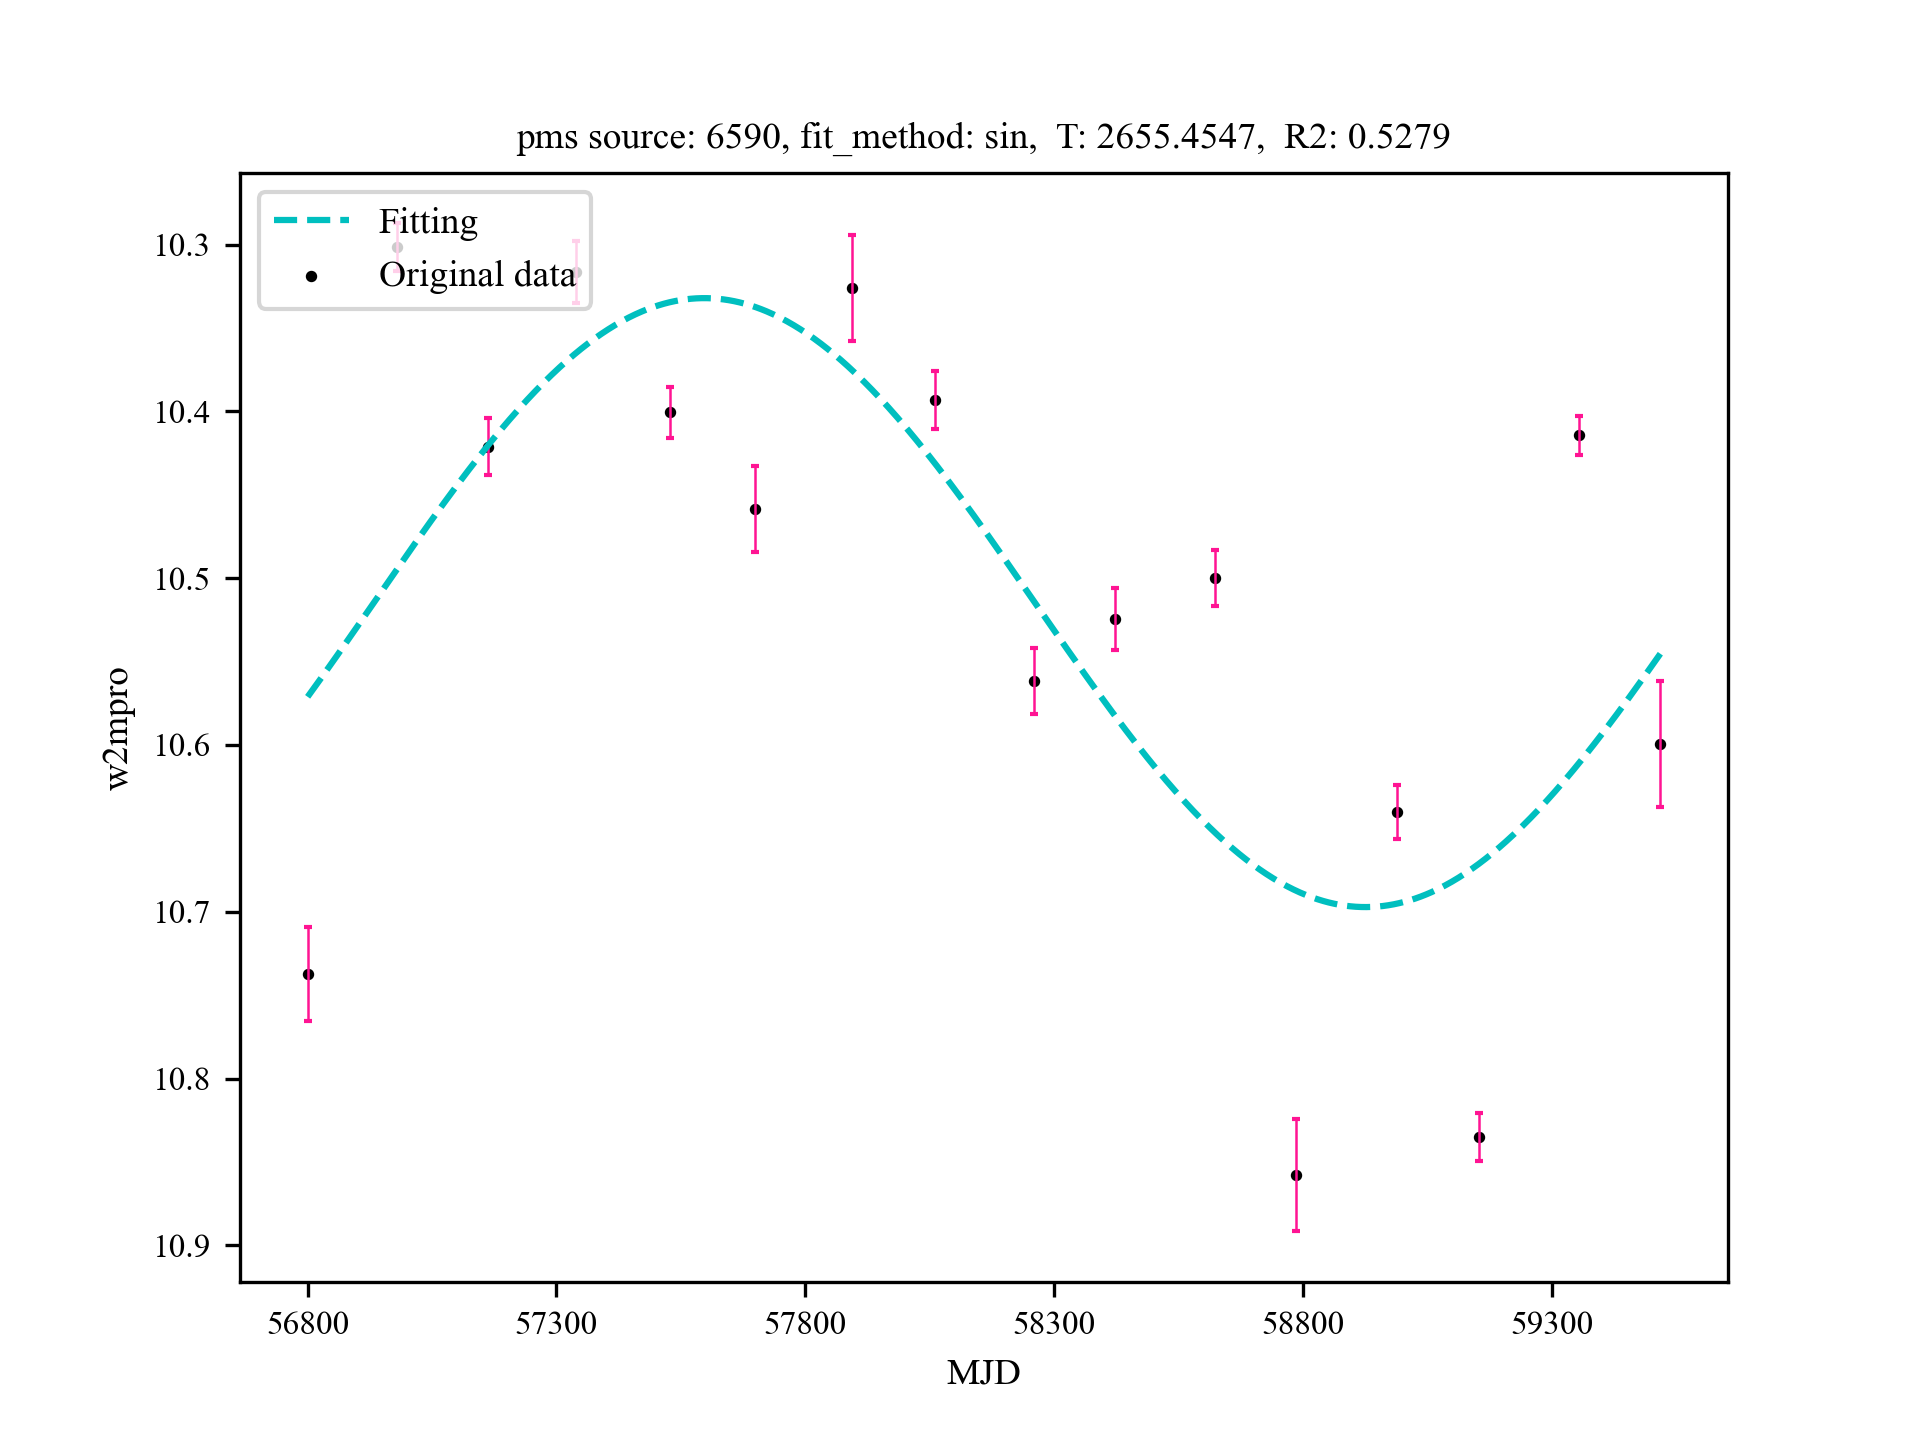 pms source: 6590, fit_method: sin, T: 2655.4547, R2: 0.5279
Fitting
Original data
10.3
10.4
10.5
10.6
10.7
10.8
10.9
w2mpro
56800 57300 57800 58300 58800 59300
MJD